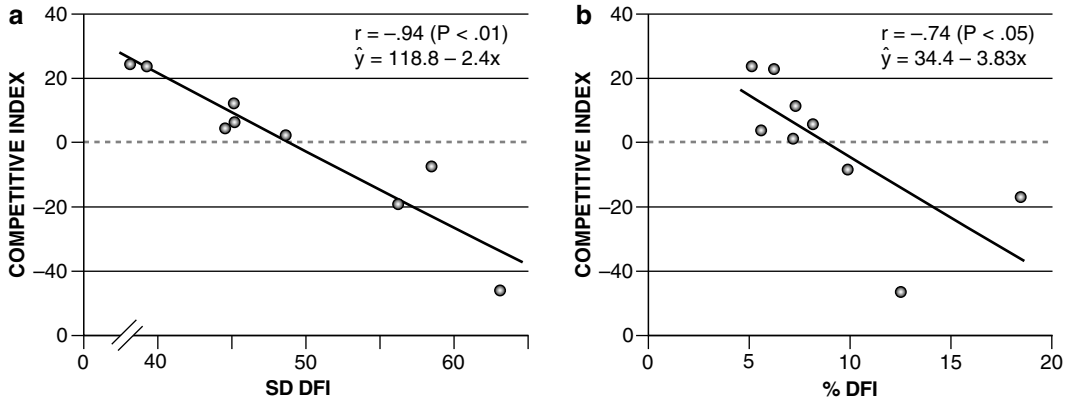 a
r = –.94 (P < .01)
ŷ = 118.8 – 2.4x
COMPETITIVE INDEX
40
20
0
–20
–40
0
0
40
50
60
SD DFI
b
r = –.74 (P < .05)
ŷ = 34.4 – 3.83x
COMPETITIVE INDEX
40
20
0
–20
–40
0
0
5
10
15
20
% DFI